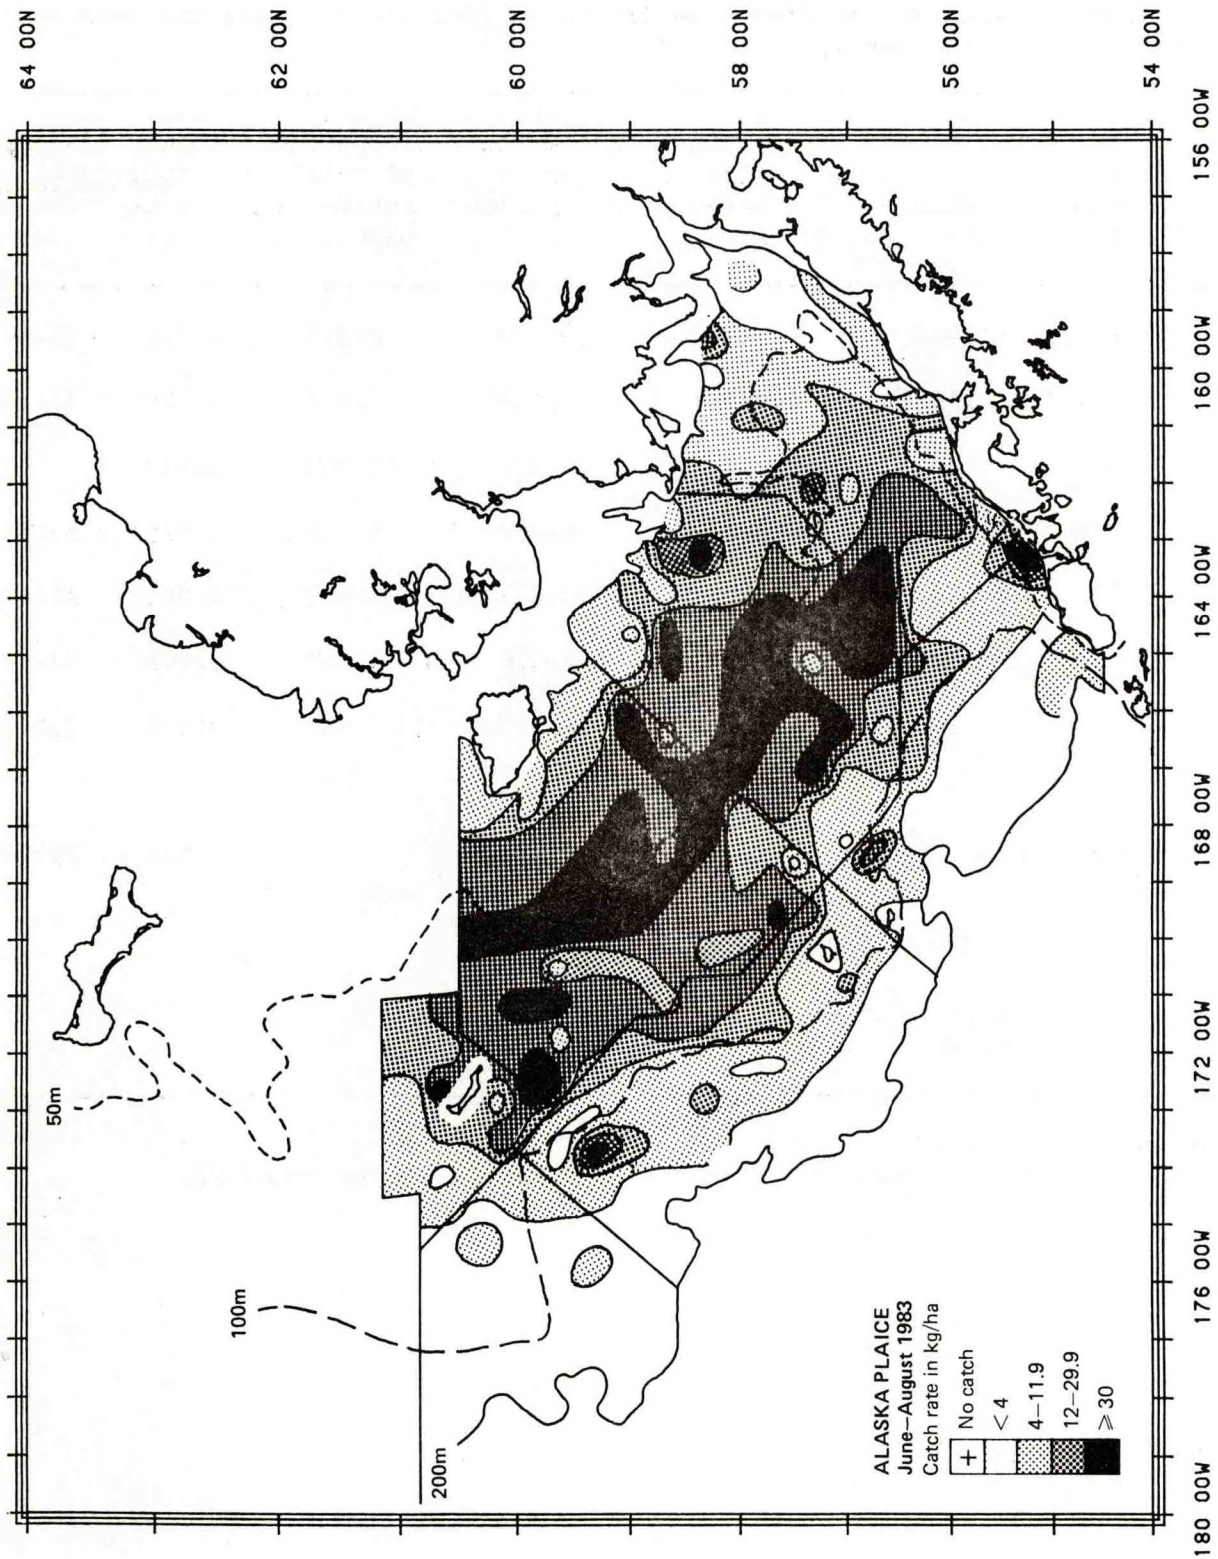 64 00N
62 00N
60 00N
58 00N
56 00N
54 00N
50m
100m
200m
ALASKA PLAICE
June—August 1983
Catch rate in kg/ha
+ No catch
< 4
4—11.9
12—29.9
⩾ 30
180 00W
176 00W
172 00W
168 00W
164 00W
160 00W
156 00W